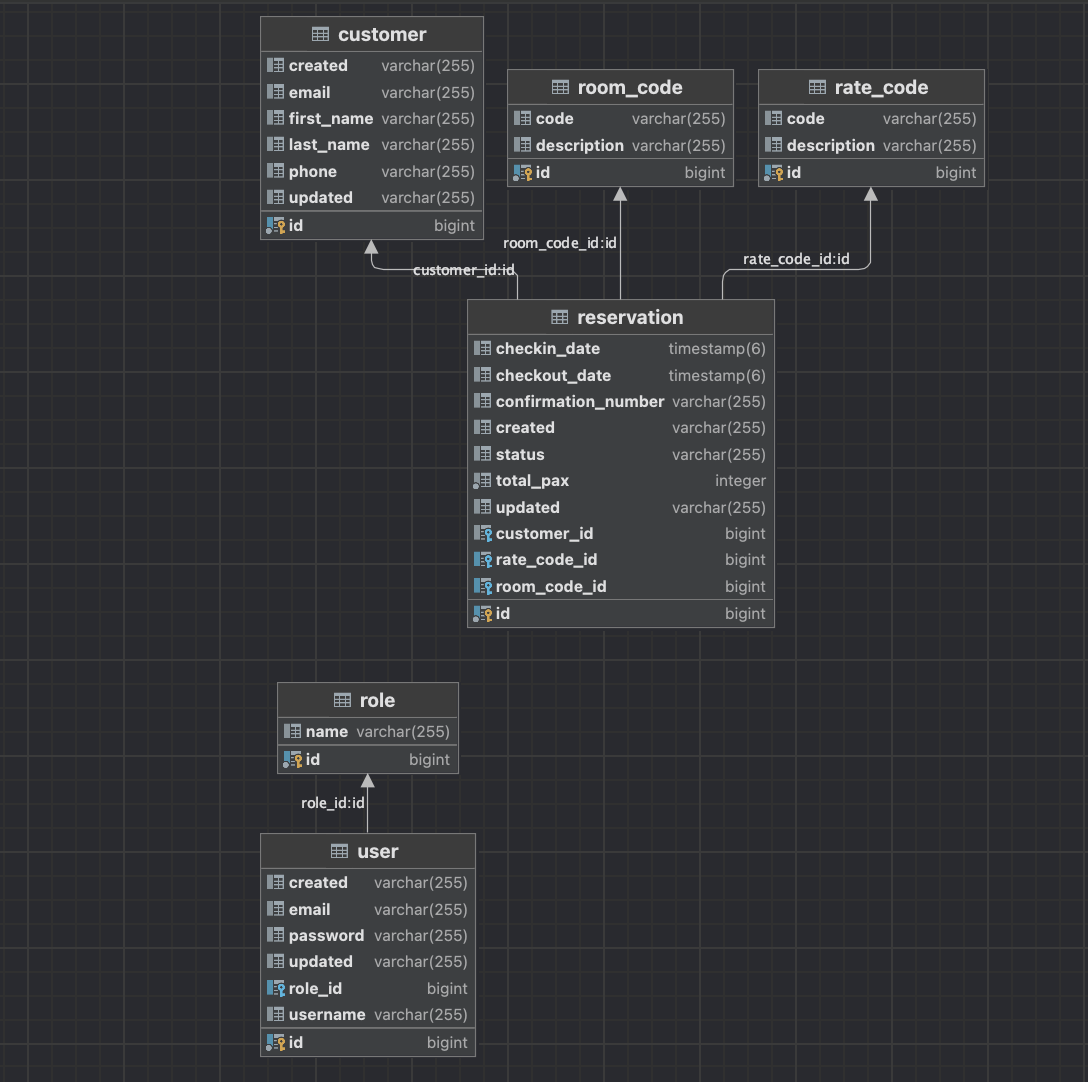 customer
created varchar(255)
email varchar(255)
first_name varchar(255)
last_name varchar(255)
phone varchar(255)
updated varchar(255)
id bigint
room_code
code varchar(255)
description varchar(255)
id bigint
rate_code
code varchar(255)
description varchar(255)
id bigint
customer_id:id
room_code_id:id
rate_code_id:id
reservation
checkin_date timestamp(6)
checkout_date timestamp(6)
confirmation_number varchar(255)
created varchar(255)
status varchar(255)
total_pax integer
updated varchar(255)
customer_id bigint
rate_code_id bigint
room_code_id bigint
id bigint
role
name varchar(255)
id bigint
role_id:id
user
created varchar(255)
email varchar(255)
password varchar(255)
updated varchar(255)
role_id bigint
username varchar(255)
id bigint